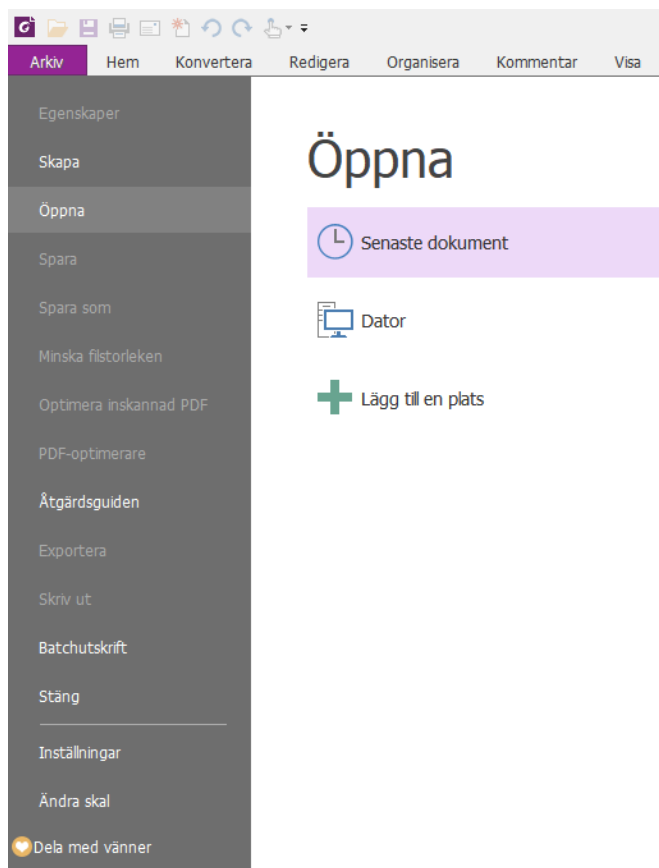 Arkiv Hem Konvertera Redigera Organisera Kommentar Visa
Egenskaper
Skapa
Öppna
Spara
Spara som
Minska filstorleken
Optimera inskannad PDF
PDF-optimerare
Åtgärdsguiden
Exportera
Skriv ut
Batchutskrift
Stäng
Inställningar
Ändra skal
Dela med vänner
Öppna
Senaste dokument
Dator
Lägg till en plats